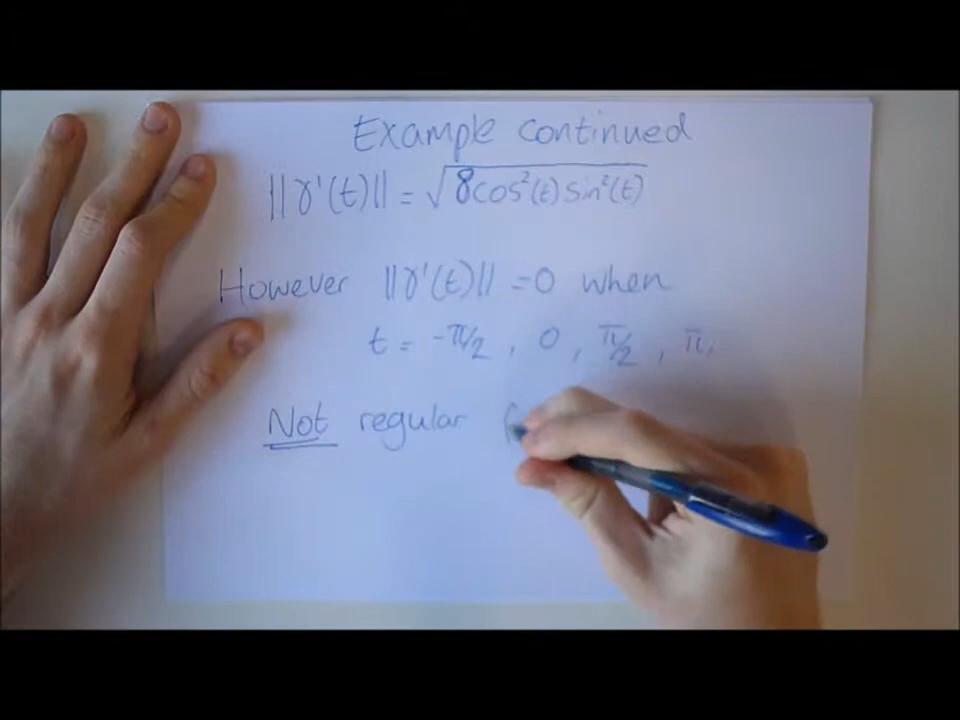 Example continued
||γ'(t)|| = √8cos²(t)sin²(t)
However ||γ'(t)|| =0 when
t = -π/2 , 0 , π/2 , π.
Not regular